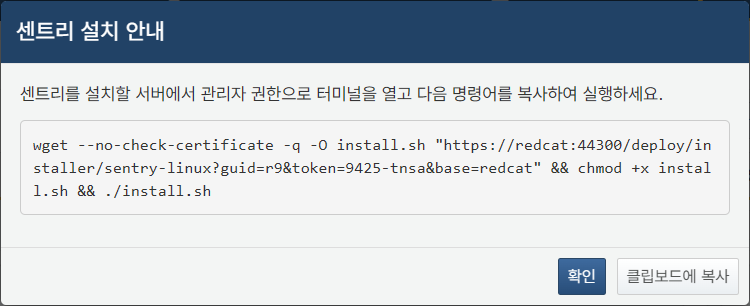 센트리 설치 안내
센트리를 설치할 서버에서 관리자 권한으로 터미널을 열고 다음 명령어를 복사하여 실행하세요.
wget --no-check-certificate -q -O install.sh "https://redcat:44300/deploy/in
staller/sentry-linux?guid=r9&token=9425-tnsa&base=redcat" && chmod +x instal
l.sh && ./install.sh
확인
클립보드에 복사